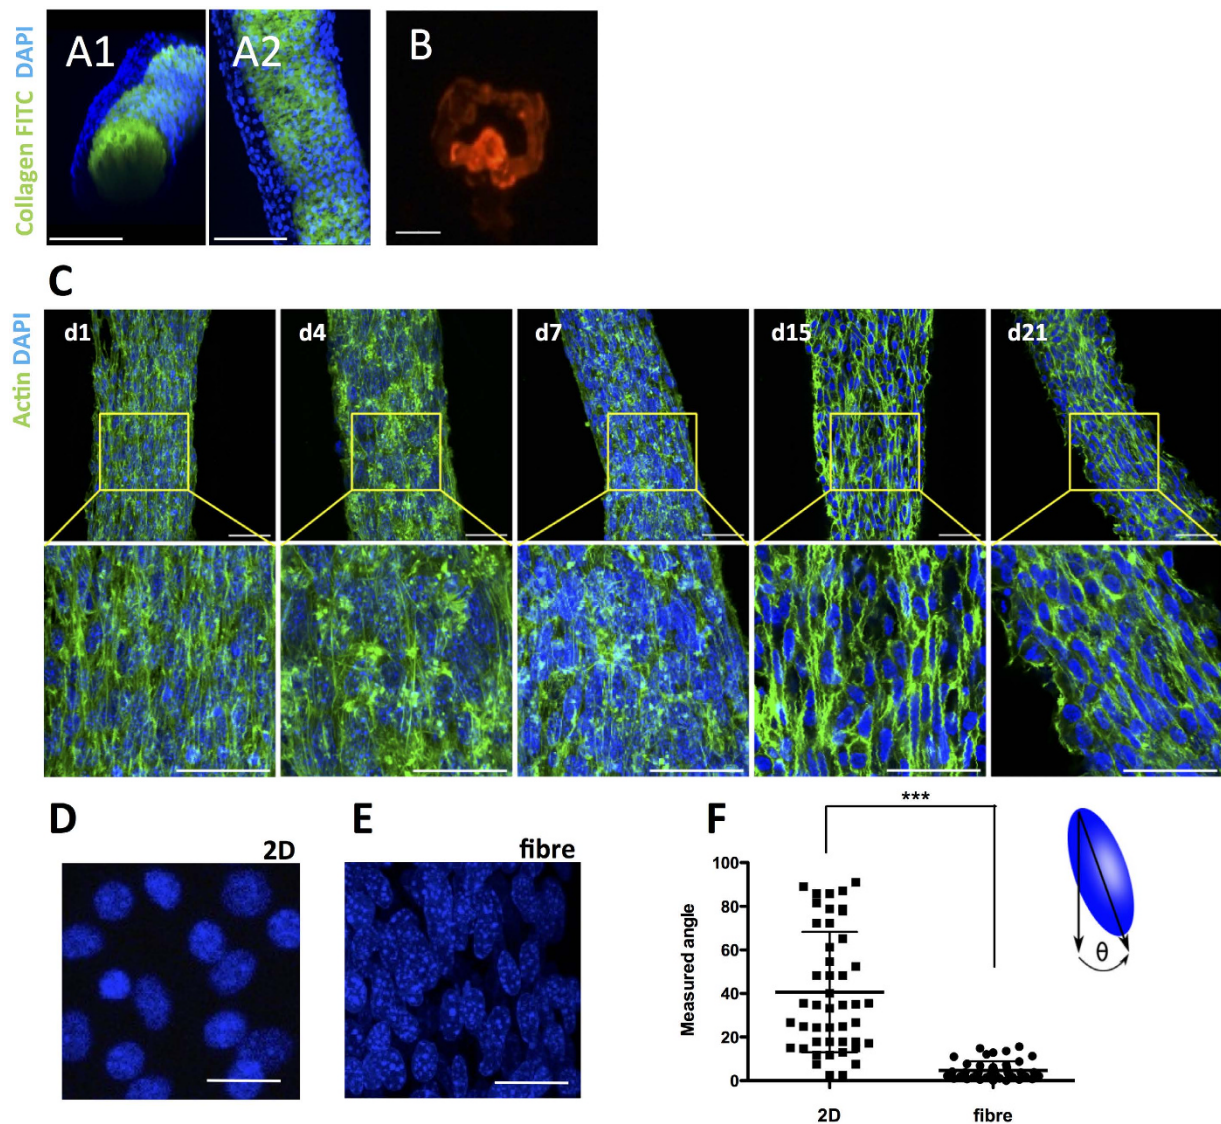 Collagen FITC DAPI
A1
A2
B
C
Actin DAPI
d1
d4
d7
d15
d21
D
2D
E
fibre
F
***
Measured angle
100
80
60
40
20
0
2D
fibre
θ